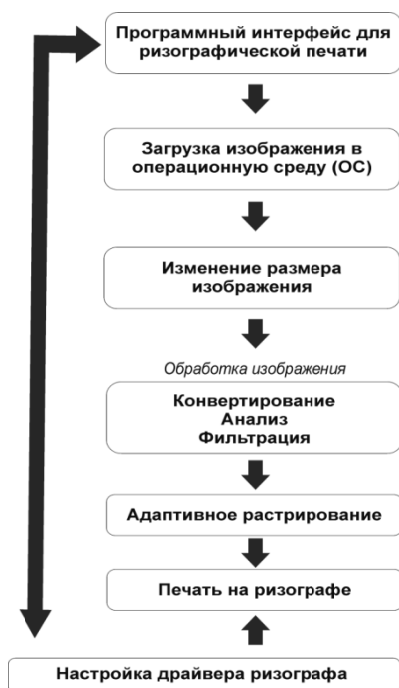 Программный интерфейс для
ризографической печати
Загрузка изображения в
операционную среду (ОС)
Изменение размера
изображения
Обработка изображения
Конвертирование
Анализ
Фильтрация
Адаптивное растрирование
Печать на ризографе
Настройка драйвера ризографа